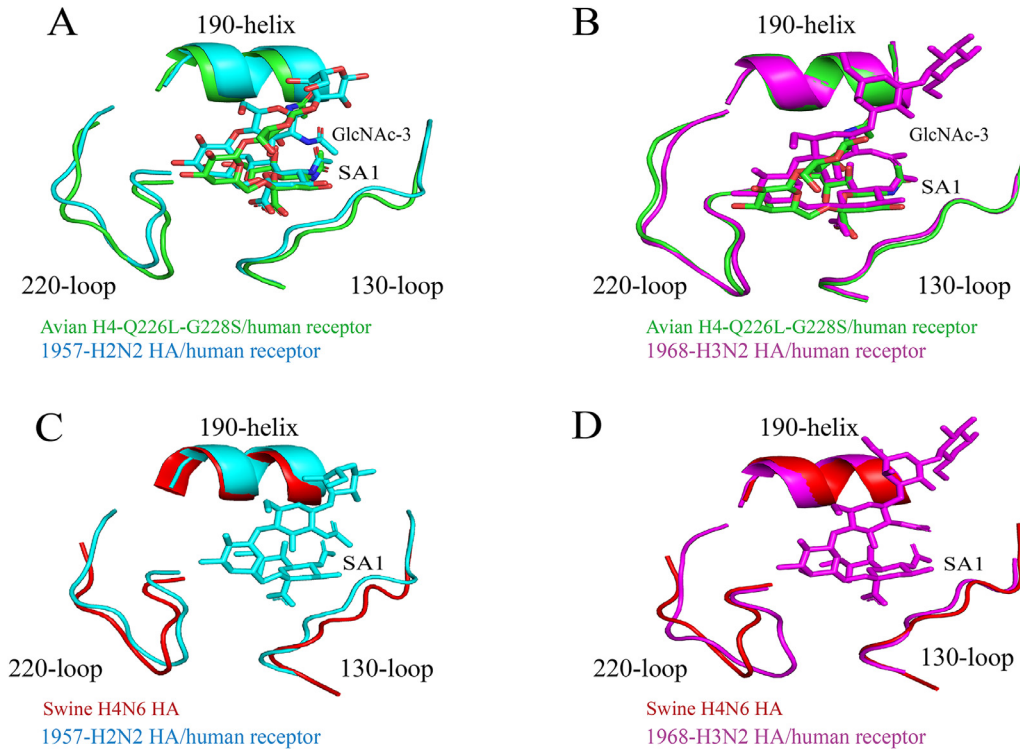 A
190-helix
GlcNAc-3
SA1
220-loop
130-loop
Avian H4-Q226L-G228S/human receptor
1957-H2N2 HA/human receptor
B
190-helix
GlcNAc-3
SA1
220-loop
130-loop
Avian H4-Q226L-G228S/human receptor
1968-H3N2 HA/human receptor
C
190-helix
SA1
220-loop
130-loop
Swine H4N6 HA
1957-H2N2 HA/human receptor
D
190-helix
SA1
220-loop
130-loop
Swine H4N6 HA
1968-H3N2 HA/human receptor